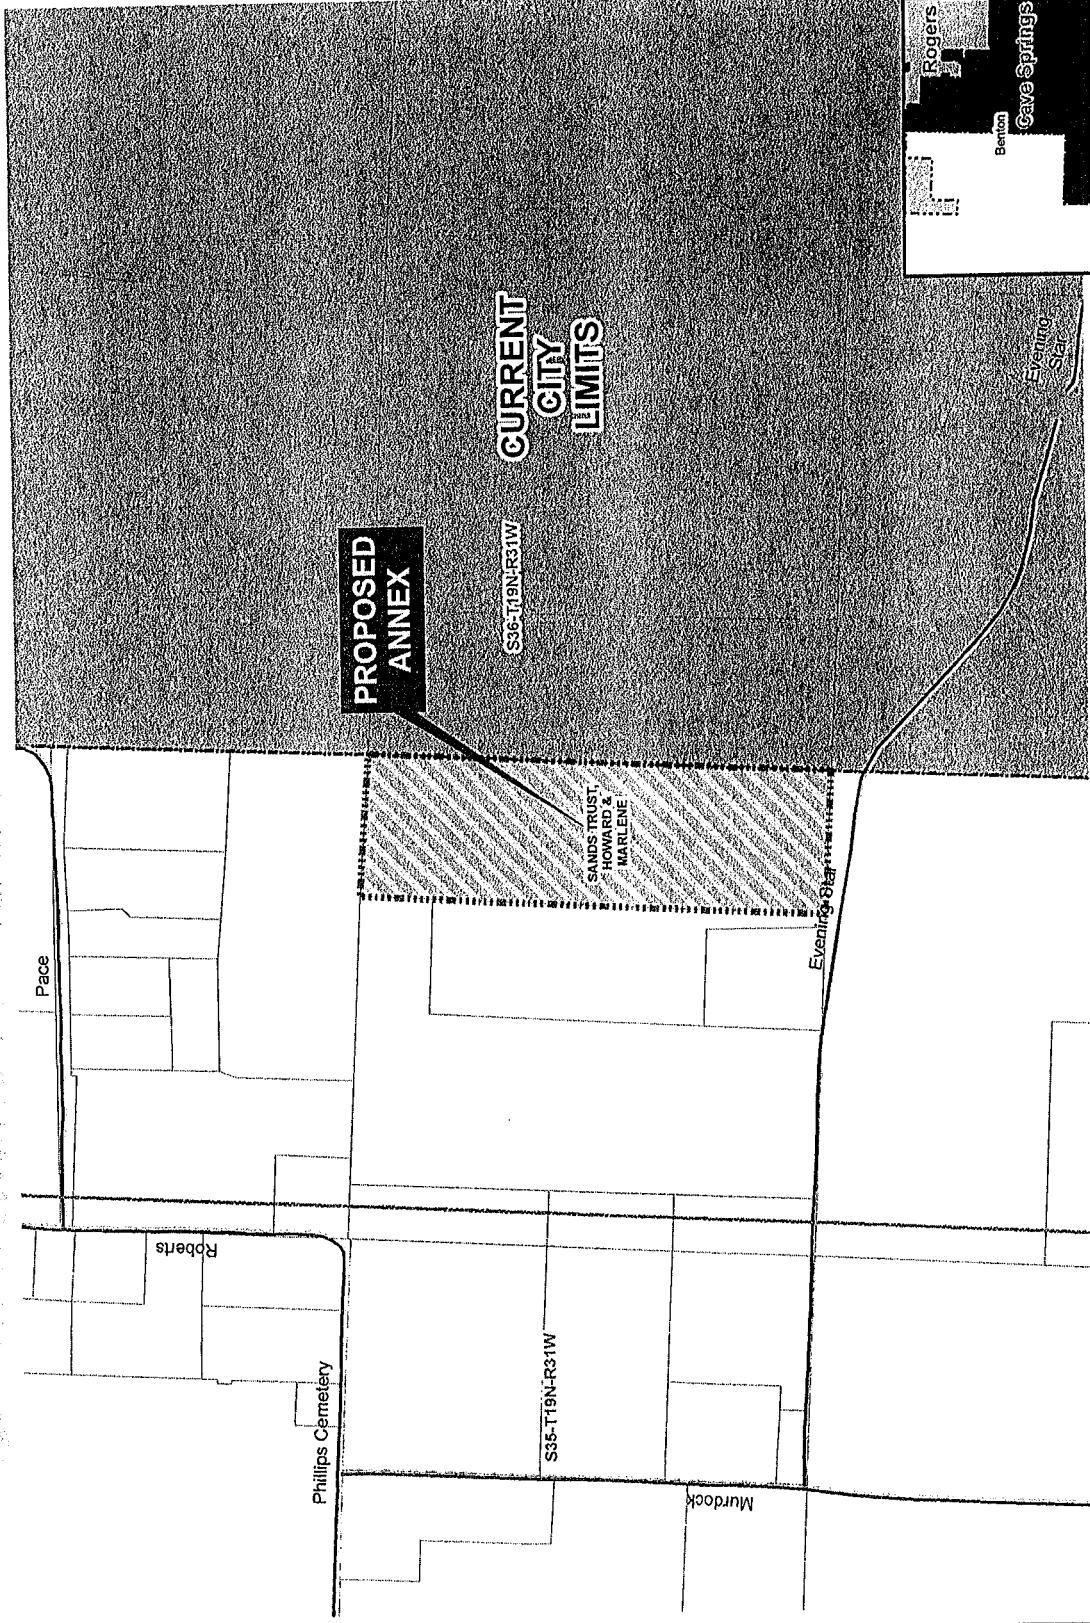 Rogers
Cave Springs
Benton
CURRENT
CITY
LIMITS
Evening
Star
PROPOSED
ANNEX
S36-T19N-R31W
SANDS TRUST,
HOWARD &
MARLENE
Evening Star
Pace
Roberts
Phillips Cemetery
S35-T19N-R31W
Murdock